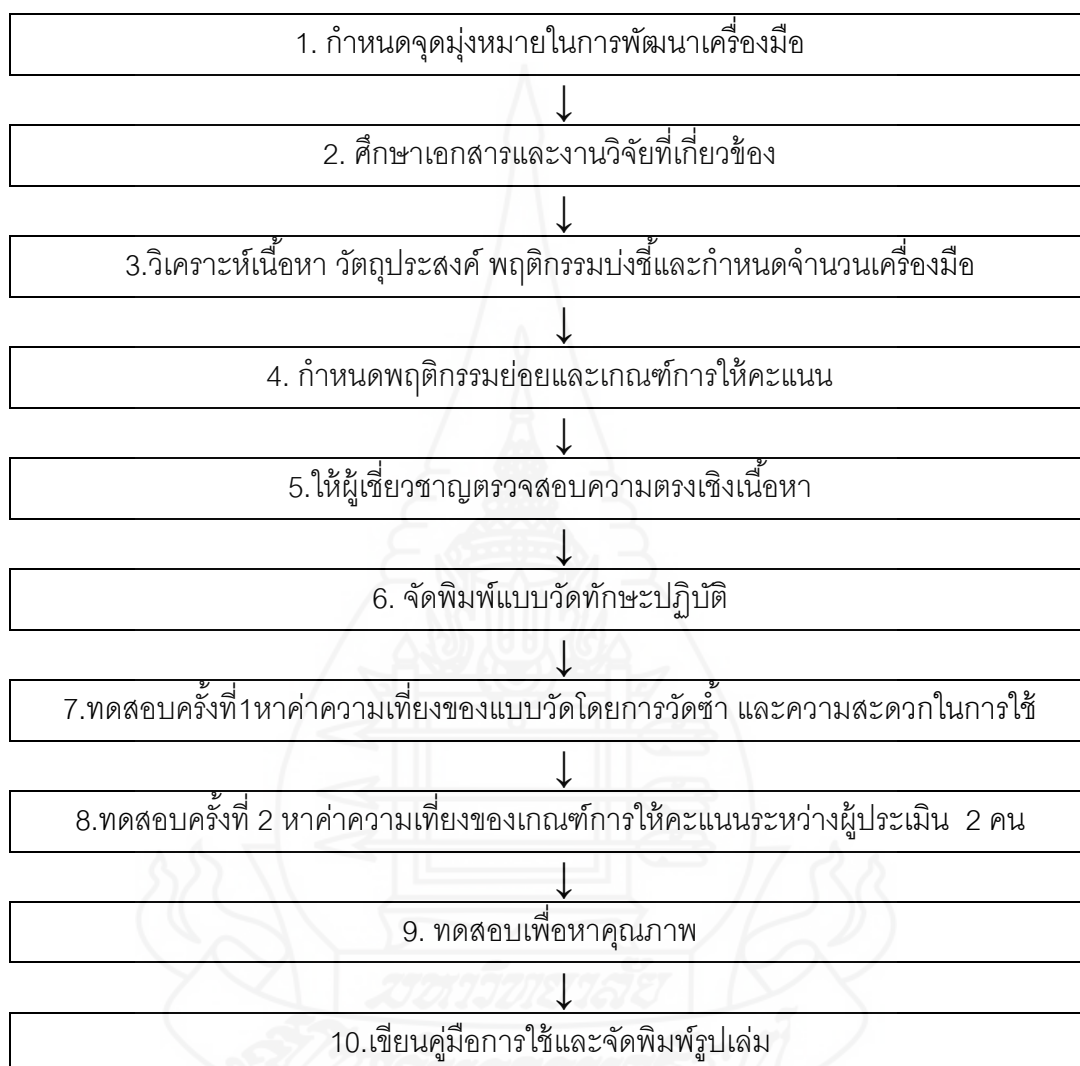 1. กำหนดจุดมุ่งหมายในการพัฒนาเครื่องมือ
↓
2. ศึกษาเอกสารและงานวิจัยที่เกี่ยวข้อง
↓
3.วิเคราะห์เนื้อหา วัตถุประสงค์ พฤติกรรมบ่งชี้และกำหนดจำนวนเครื่องมือ
↓
4. กำหนดพฤติกรรมย่อยและเกณฑ์การให้คะแนน
↓
5.ให้ผู้เชี่ยวชาญตรวจสอบความตรงเชิงเนื้อหา
↓
6. จัดพิมพ์แบบวัดทักษะปฏิบัติ
↓
7.ทดสอบครั้งที่1หาค่าความเที่ยงของแบบวัดโดยการวัดซ้ำ และความสะดวกในการใช้
↓
8.ทดสอบครั้งที่ 2 หาค่าความเที่ยงของเกณฑ์การให้คะแนนระหว่างผู้ประเมิน 2 คน
↓
9. ทดสอบเพื่อหาคุณภาพ
↓
มหาวิทยาลัย
10.เขียนคู่มือการใช้และจัดพิมพ์รูปเล่ม